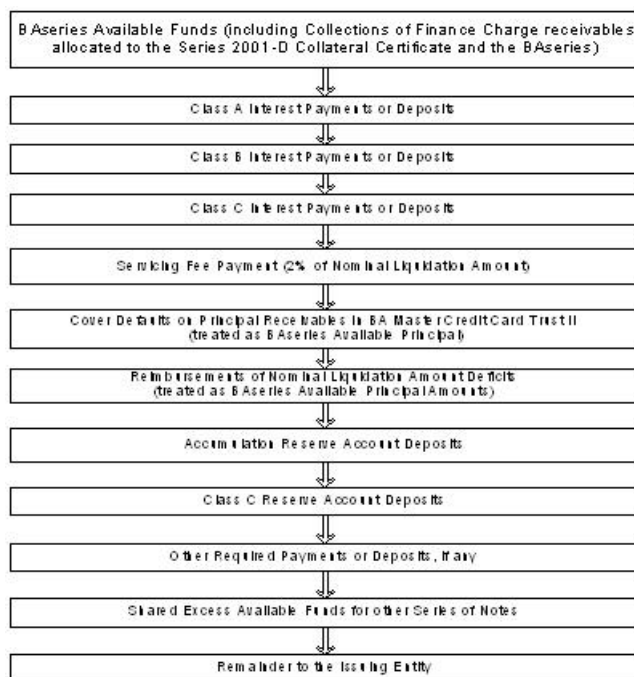 BAseries Available Funds (including Collections of Finance Charge receivables
allocated to the Series 2001-D Collateral Certificate and the BAseries)
Class A Interest Payments or Deposits
Class B Interest Payments or Deposits
Class C Interest Payments or Deposits
Servicing Fee Payment (2% of Nominal Liquidation Amount)
Cover Defaults on Principal Receivables in BA Master Credit Card Trust II
(treated as BAseries Available Principal)
Reimbursements of Nominal Liquidation Amount Deficits
(treated as BAseries Available Principal Amounts)
Accumulation Reserve Account Deposits
Class C Reserve Account Deposits
Other Required Payments or Deposits, if any
Shared Excess Available Funds for other Series of Notes
Remainder to the Issuing Entity